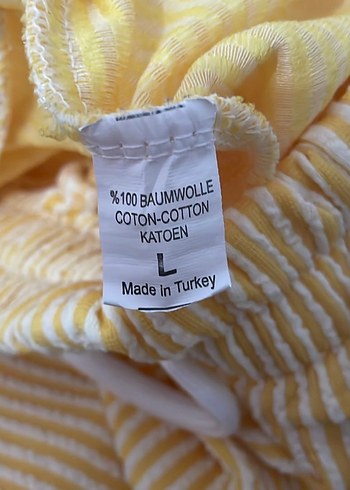 %100 BAUMWOLLE
COTON-COTTON
KATOEN
L
Made in Turkey